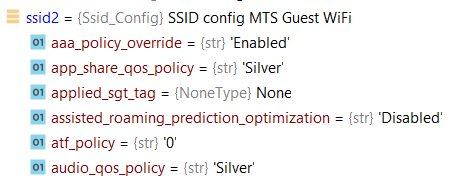 ssid2 = {Ssid_Config} SSID config MTS Guest WiFi
01 aaa_policy_override = {str} 'Enabled'
01 app_share_qos_policy = {str} 'Silver'
01 applied_sgt_tag = {NoneType} None
01 assisted_roaming_prediction_optimization = {str} 'Disabled'
01 atf_policy = {str} '0'
01 audio_qos_policy = {str} 'Silver'